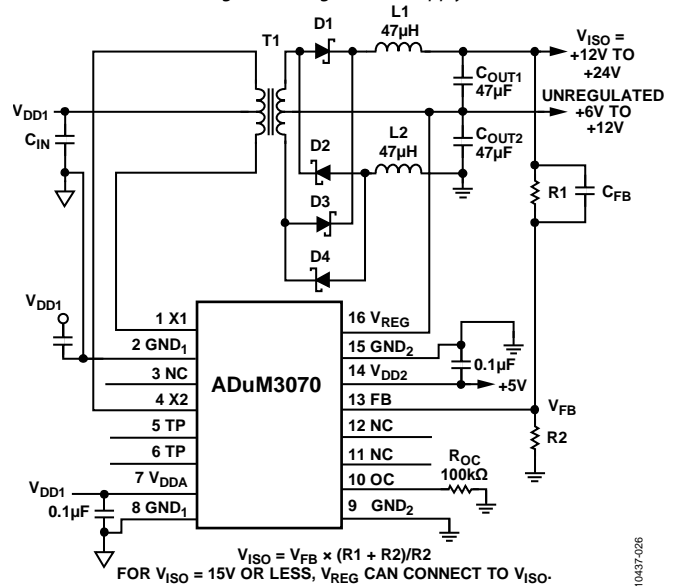 D1
L1
47µH
T1
V_ISO =
+12V TO
+24V
C_OUT1
47µF
UNREGULATED
+6V TO
+12V
V_DD1
C_IN
D2
L2
47µH
C_OUT2
47µF
R1
C_FB
D3
D4
V_DD1
1 X1
2 GND_1
3 NC
4 X2
5 TP
6 TP
7 V_DDA
8 GND_1
ADuM3070
16 V_REG
15 GND_2
14 V_DD2
13 FB
12 NC
11 NC
10 OC
9 GND_2
0.1µF
+5V
V_FB
R2
R_OC
100kΩ
V_DD1
0.1µF
V_ISO = V_FB × (R1 + R2)/R2
FOR V_ISO = 15V OR LESS, V_REG CAN CONNECT TO V_ISO.
10437-026